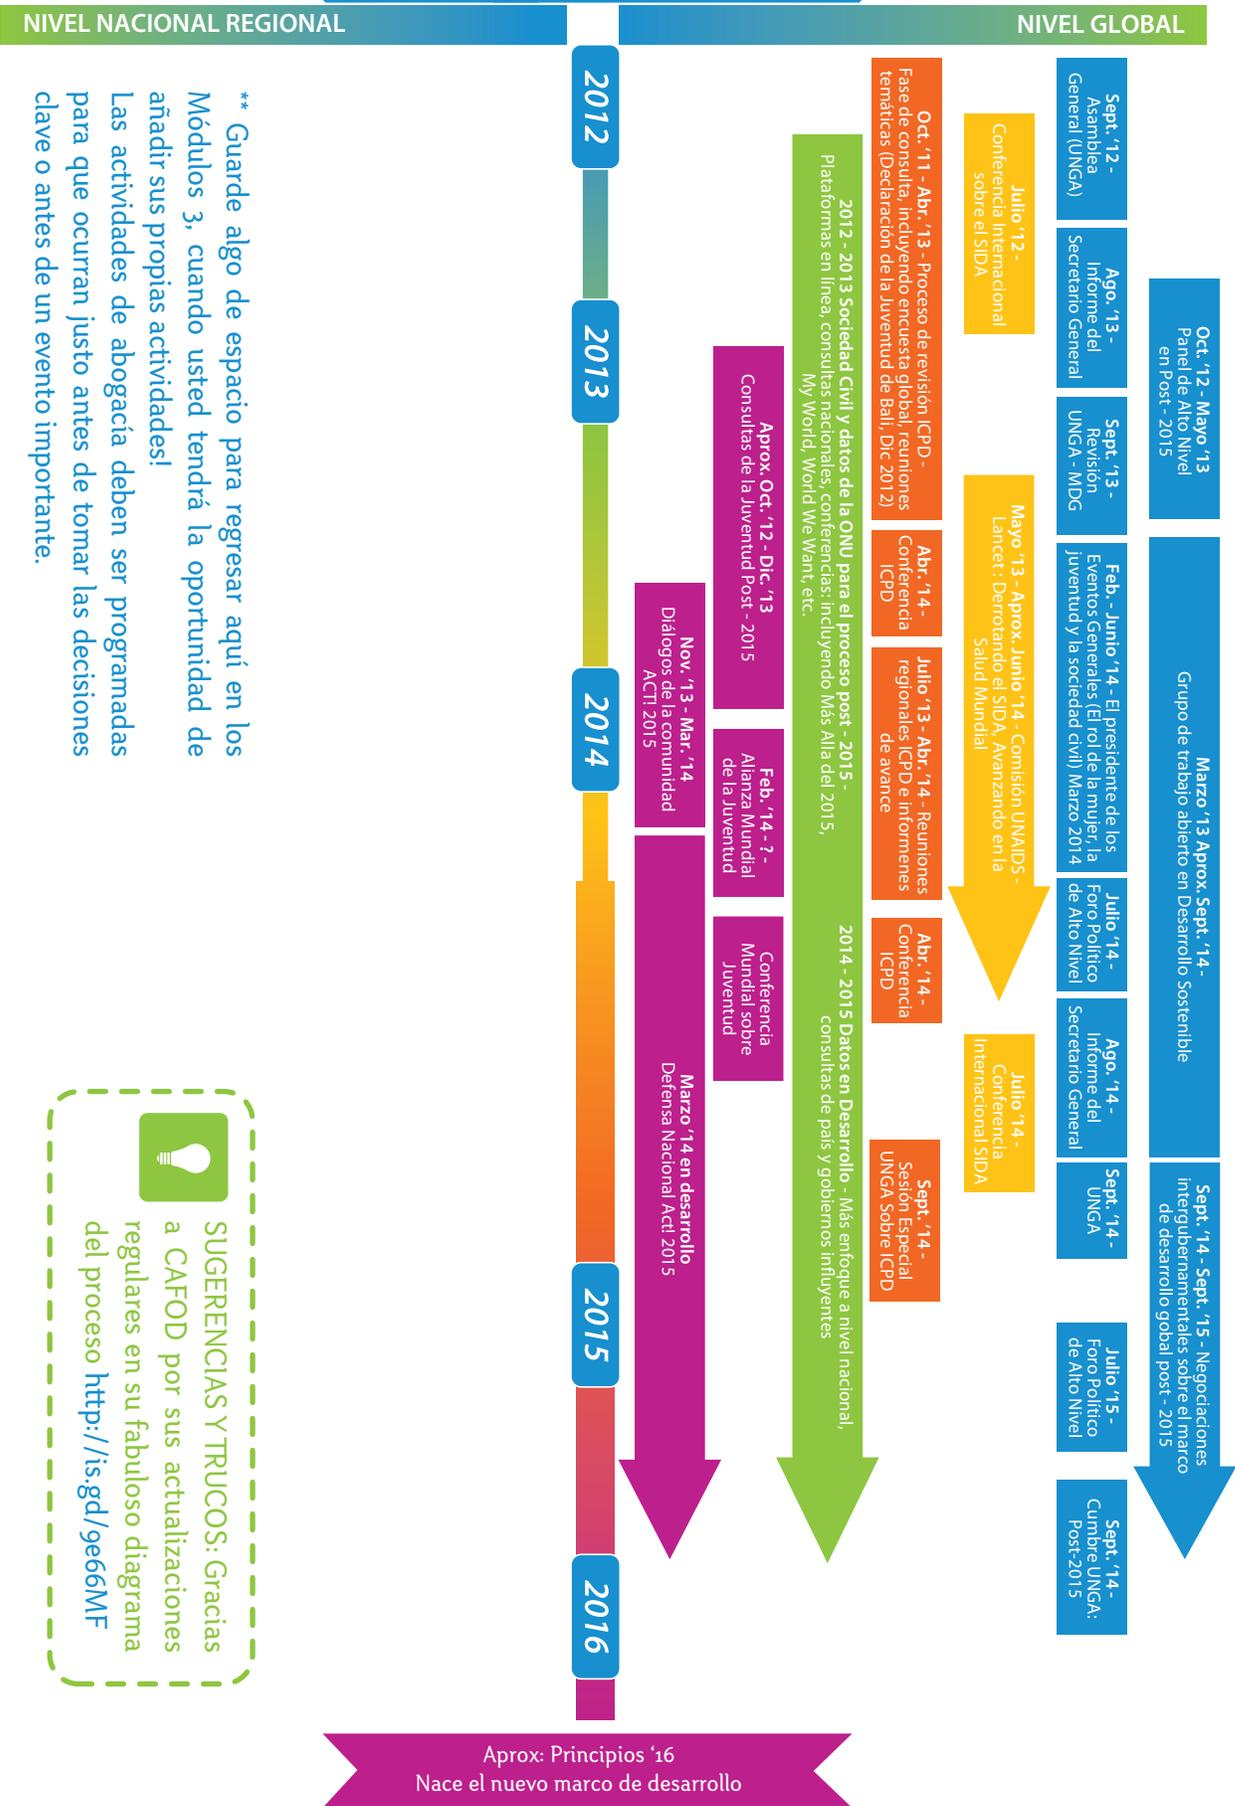 NIVEL NACIONAL REGIONAL
NIVEL GLOBAL
Oct. ‘12 - Mayo ‘13
Panel de Alto Nivel
en Post - 2015
Marzo ‘13 Aprox. Sept. ‘14 -
Grupo de trabajo abierto en Desarrollo Sostenible
Sept. ‘14 - Sept. ‘15 - Negociaciones
intergubernamentales sobre el marco
de desarrollo gobal post - 2015
Sept. ‘12 -
Asamblea
General (UNGA)
Ago. ‘13 -
Informe del
Secretario General
Sept. ‘13 -
Revisión
UNGA - MDG
Feb. - Junio ‘14 - El presidente de los
Eventos Generales (El rol de la mujer, la
juventud y la sociedad civil) Marzo 2014
Julio ‘14 -
Foro Político
de Alto Nivel
Ago. ‘14 -
Informe del
Secretario General
Sept. ‘14 -
UNGA
Julio ‘15 -
Foro Político
de Alto Nivel
Sept. ‘14 -
Cumbre UNGA:
Post-2015
Julio ‘12 -
Conferencia Internacional
sobre el SIDA
Mayo ‘13 - Aprox. Junio ‘14 - Comisión UNAIDS -
Lancet : Derrotando el SIDA, Avanzando en la
Salud Mundial
Julio ‘14 -
Conferencia
Internacional SIDA
Oct. ‘11 - Abr. ‘13 - Proceso de revisión ICPD -
Fase de consulta, incluyendo encuesta global, reuniones
temáticas (Declaración de la Juventud de Bali, Dic 2012)
Abr. ‘14 -
Conferencia
ICPD
Julio ‘13 - Abr. ‘14 - Reuniones
regionales ICPD e informenes
de avance
Abr. ‘14 -
Conferencia
ICPD
Sept. ‘14 -
Sesión Especial
UNGA Sobre ICPD
2012 - 2013 Sociedad Civil y datos de la ONU para el proceso post - 2015 -
Plataformas en línea, consultas nacionales, conferencias: incluyendo Más Alla del 2015,
My World, World We Want, etc.
2014 - 2015 Datos en Desarrollo - Más enfoque a nivel nacional,
consultas de país y gobiernos influyentes
Aprox. Oct. ‘12 - Dic. ‘13
Consultas de la Juventud Post - 2015
Feb. ‘14 - ? -
Alianza Mundial
de la Juventud
Conferencia
Mundial sobre
Juventud
Nov. ‘13 - Mar. ‘14
Diálogos de la comunidad
ACT! 2015
Marzo ‘14 en desarrollo
Defensa Nacional Act! 2015
2012
2013
2014
2015
2016
** Guarde algo de espacio para regresar aquí en los
Módulos 3, cuando usted tendrá la oportunidad de
añadir sus propias actividades!
Las actividades de abogacía deben ser programadas
para que ocurran justo antes de tomar las decisiones
clave o antes de un evento importante.
SUGERENCIAS Y TRUCOS: Gracias
a CAFOD por sus actualizaciones
regulares en su fabuloso diagrama
del proceso http://is.gd/9e66MF
Aprox: Principios ‘16
Nace el nuevo marco de desarrollo